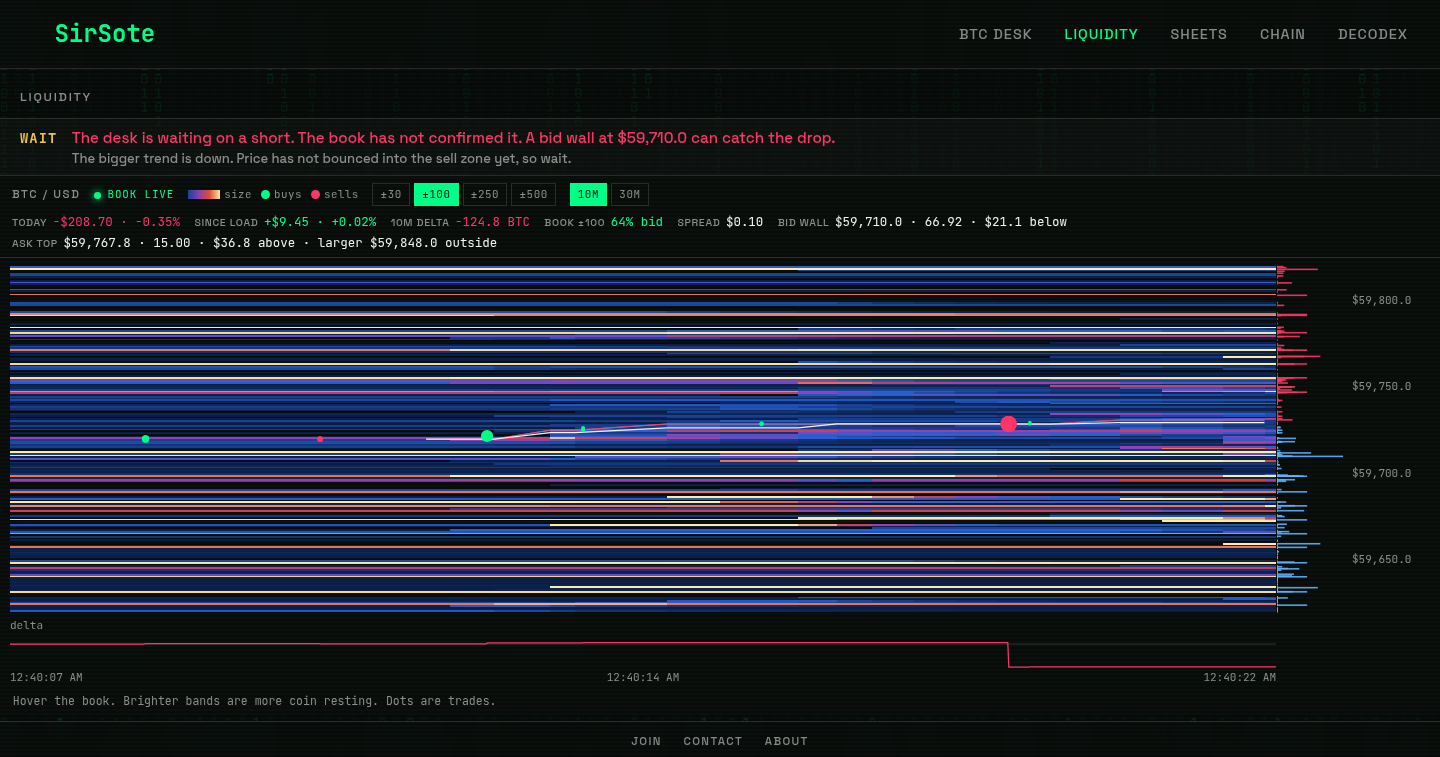 SirSote
BTC DESK LIQUIDITY SHEETS CHAIN DECODEX
LIQUIDITY
WAIT The desk is waiting on a short. The book has not confirmed it. A bid wall at $59,710.0 can catch the drop.
The bigger trend is down. Price has not bounced into the sell zone yet, so wait.
BTC / USD BOOK LIVE size buys sells ±30 ±100 ±250 ±500 10M 30M
TODAY -$208.70 · -0.35% SINCE LOAD +$9.45 · +0.02% 10M DELTA -124.8 BTC BOOK ±100 64% bid SPREAD $0.10 BID WALL $59,710.0 · 66.92 · $21.1 below
ASK TOP $59,767.8 · 15.00 · $36.8 above · larger $59,848.0 outside
$59,800.0
$59,750.0
$59,700.0
$59,650.0
delta
12:40:07 AM 12:40:14 AM 12:40:22 AM
Hover the book. Brighter bands are more coin resting. Dots are trades.
JOIN CONTACT ABOUT